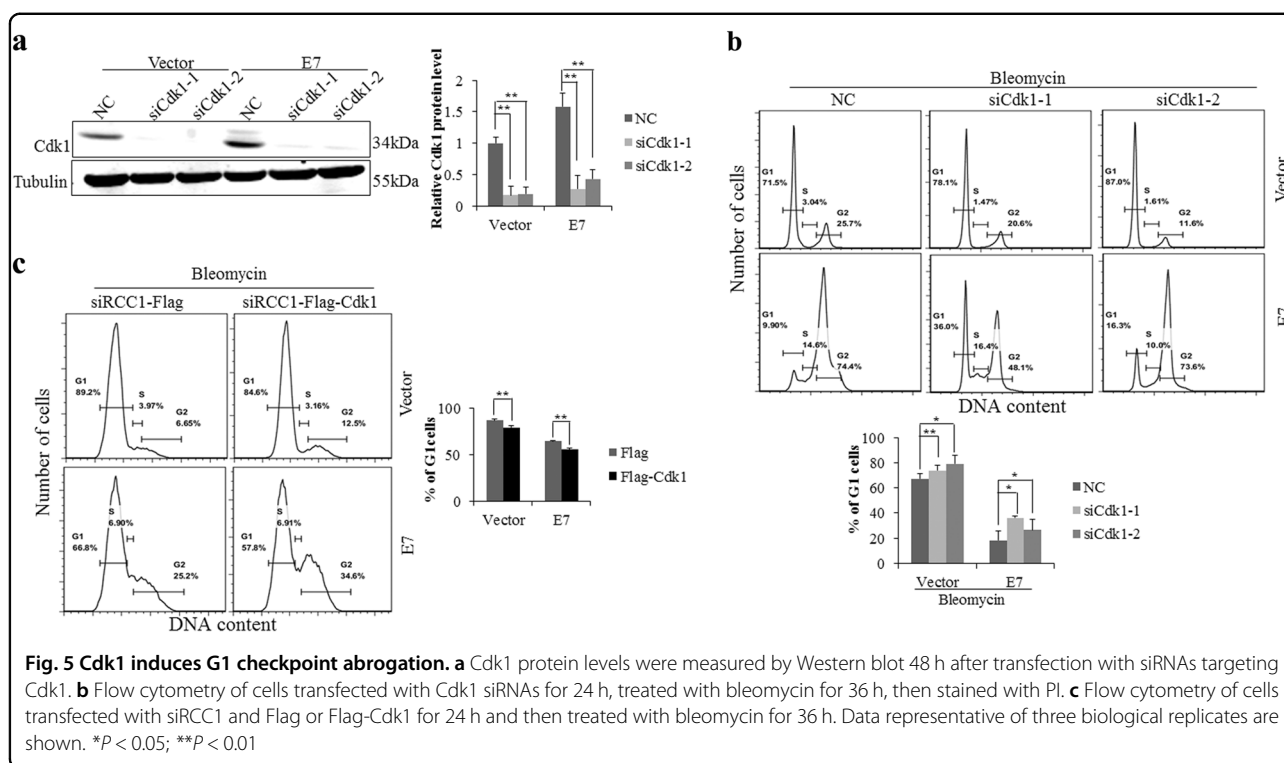 a
Vector
E7
NC
siCdk1-1
siCdk1-2
NC
siCdk1-1
siCdk1-2
Cdk1
34kDa
Tubulin
55kDa
Relative Cdk1 protein level
2
1.5
1
0.5
0
**
**
**
**
Vector
E7
NC
siCdk1-1
siCdk1-2
b
Bleomycin
NC
siCdk1-1
siCdk1-2
Number of cells
G1
71.5%
S
3.04%
G2
25.7%
G1
78.1%
S
1.47%
G2
20.6%
G1
87.0%
S
1.61%
G2
11.6%
Vector
G1
9.90%
S
14.6%
G2
74.4%
G1
36.0%
S
16.4%
G2
48.1%
G1
16.3%
S
10.0%
G2
73.6%
E7
DNA content
% of G1 cells
100
80
60
40
20
0
*
**
*
*
Vector
E7
Bleomycin
NC
siCdk1-1
siCdk1-2
c
Bleomycin
siRCC1-Flag
siRCC1-Flag-Cdk1
Number of cells
G1
89.2%
S
3.97%
G2
6.65%
G1
84.6%
S
3.16%
G2
12.5%
Vector
G1
66.8%
S
6.90%
G2
25.2%
G1
57.8%
S
6.91%
G2
34.6%
E7
DNA content
% of G1cells
100
50
0
**
**
Vector
E7
Flag
Flag-Cdk1
Fig. 5 Cdk1 induces G1 checkpoint abrogation. a Cdk1 protein levels were measured by Western blot 48 h after transfection with siRNAs targeting
Cdk1. b Flow cytometry of cells transfected with Cdk1 siRNAs for 24 h, treated with bleomycin for 36 h, then stained with PI. c Flow cytometry of cells
transfected with siRCC1 and Flag or Flag-Cdk1 for 24 h and then treated with bleomycin for 36 h. Data representative of three biological replicates are
shown. *P < 0.05; **P < 0.01